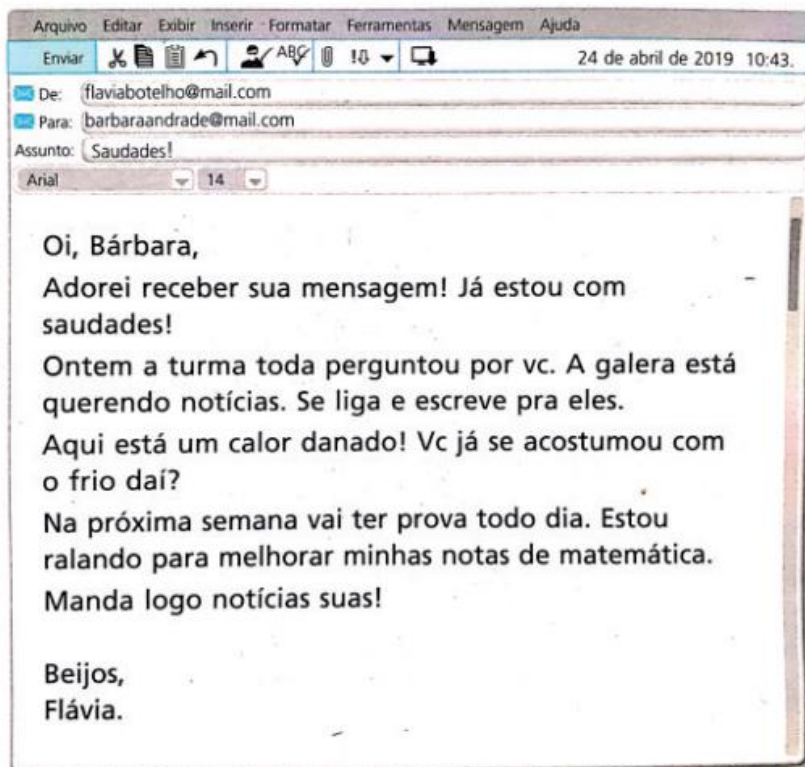 Arquivo Editar Exibir Inserir Formatar Ferramentas Mensagem Ajuda
Enviar ABC 24 de abril de 2019 10:43.
De: flaviabotelho@mail.com
Para: barbaraandrade@mail.com
Assunto: Saudades!
Arial 14
Oi, Bárbara,
Adorei receber sua mensagem! Já estou com
saudades!
Ontem a turma toda perguntou por vc. A galera está
querendo notícias. Se liga e escreve pra eles.
Aqui está um calor danado! Vc já se acostumou com
o frio daí?
Na próxima semana vai ter prova todo dia. Estou
ralando para melhorar minhas notas de matemática.
Manda logo notícias suas!
Beijos,
Flávia.